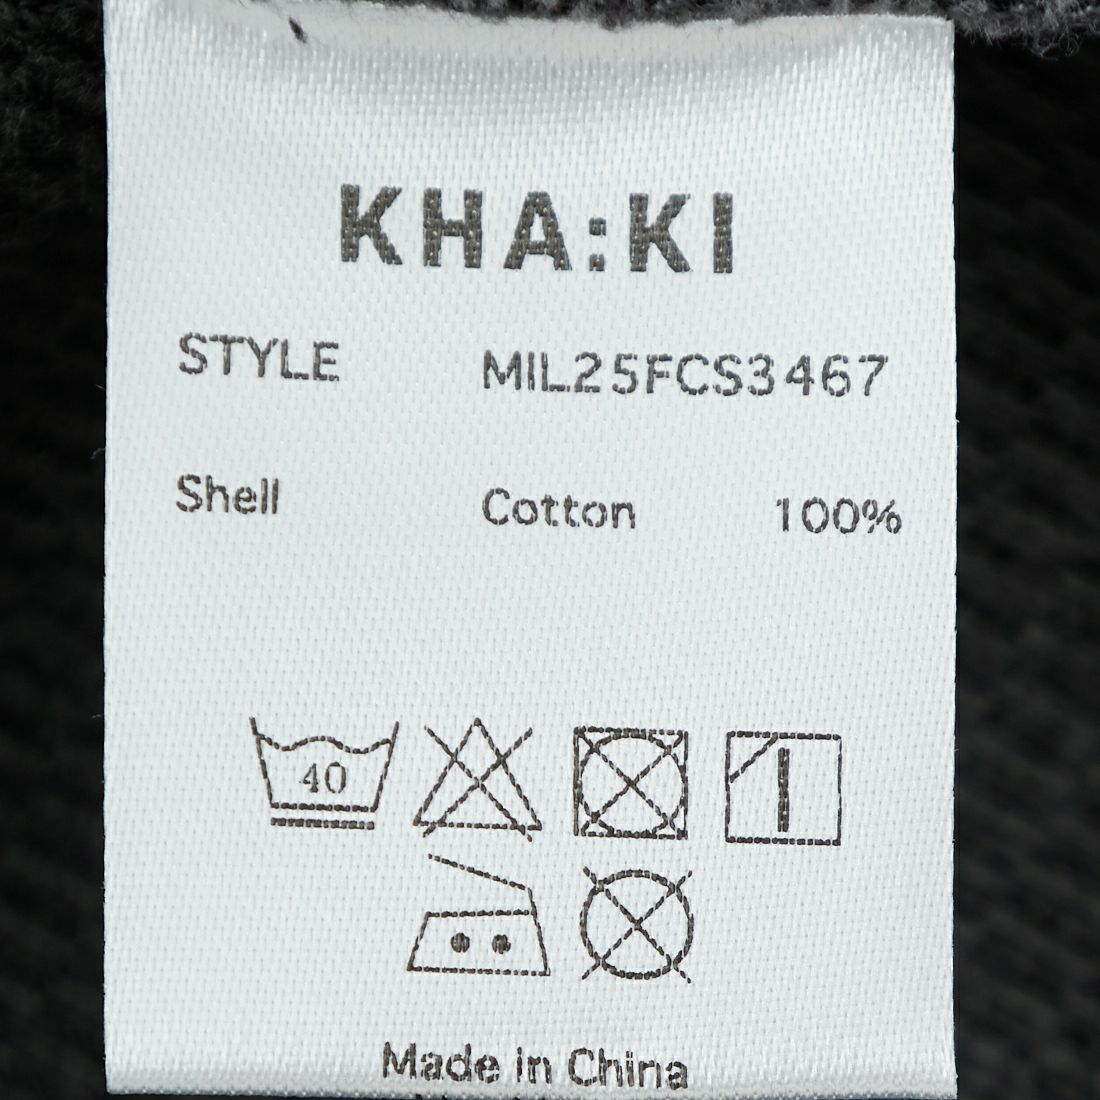 KHA:KI
STYLE MIL25FCS3467
Shell Cotton 100%
40
Made in China